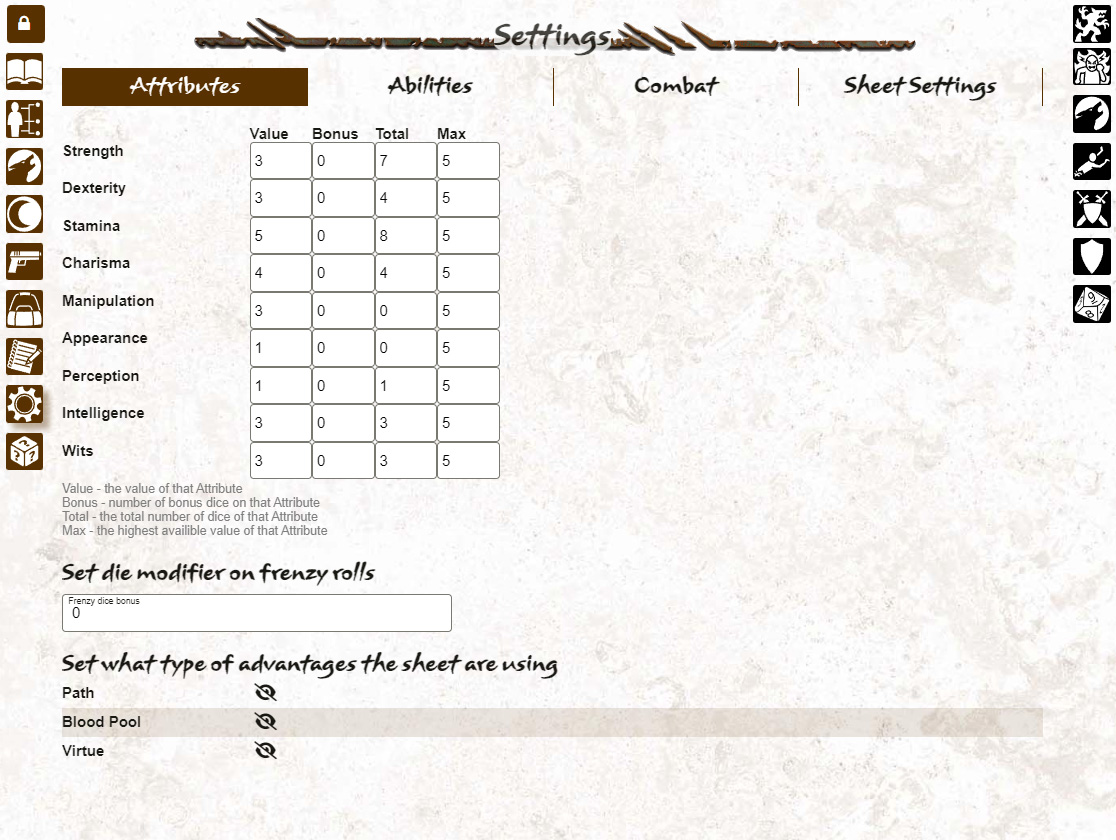 Settings
Attributes Abilities Combat Sheet Settings
Value Bonus Total Max
Strength 3 0 7 5
Dexterity 3 0 4 5
Stamina 5 0 8 5
Charisma 4 0 4 5
Manipulation 3 0 0 5
Appearance 1 0 0 5
Perception 1 0 1 5
Intelligence 3 0 3 5
Wits 3 0 3 5
Value - the value of that Attribute
Bonus - number of bonus dice on that Attribute
Total - the total number of dice of that Attribute
Max - the highest availible value of that Attribute
Set die modifier on frenzy rolls
Frenzy dice bonus
0
Set what type of advantages the sheet are using
Path
Blood Pool
Virtue